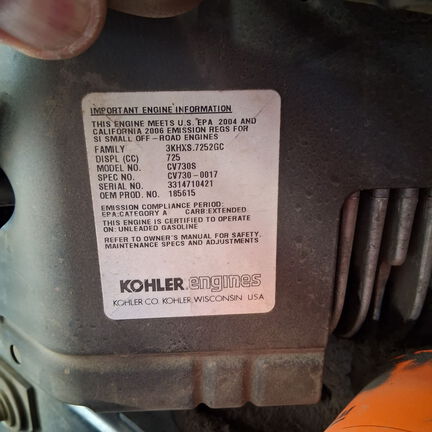 IMPORTANT ENGINE INFORMATION
THIS ENGINE MEETS U.S. EPA 2004 AND
CALIFORNIA 2006 EMISSION REGS FOR
SI SMALL OFF-ROAD ENGINES
FAMILY 3KHXS.7252GC
DISPL (CC) 725
MODEL NO. CV730S
SPEC NO. CV730-0017
SERIAL NO. 3314710421
OEM PROD. NO. 185615
EMISSION COMPLIANCE PERIOD:
EPA:CATEGORY A CARB:EXTENDED
THIS ENGINE IS CERTIFIED TO OPERATE
ON: UNLEADED GASOLINE
REFER TO OWNER'S MANUAL FOR SAFETY,
MAINTENANCE SPECS AND ADJUSTMENTS
KOHLER engines
KOHLER CO. KOHLER, WISCONSIN USA